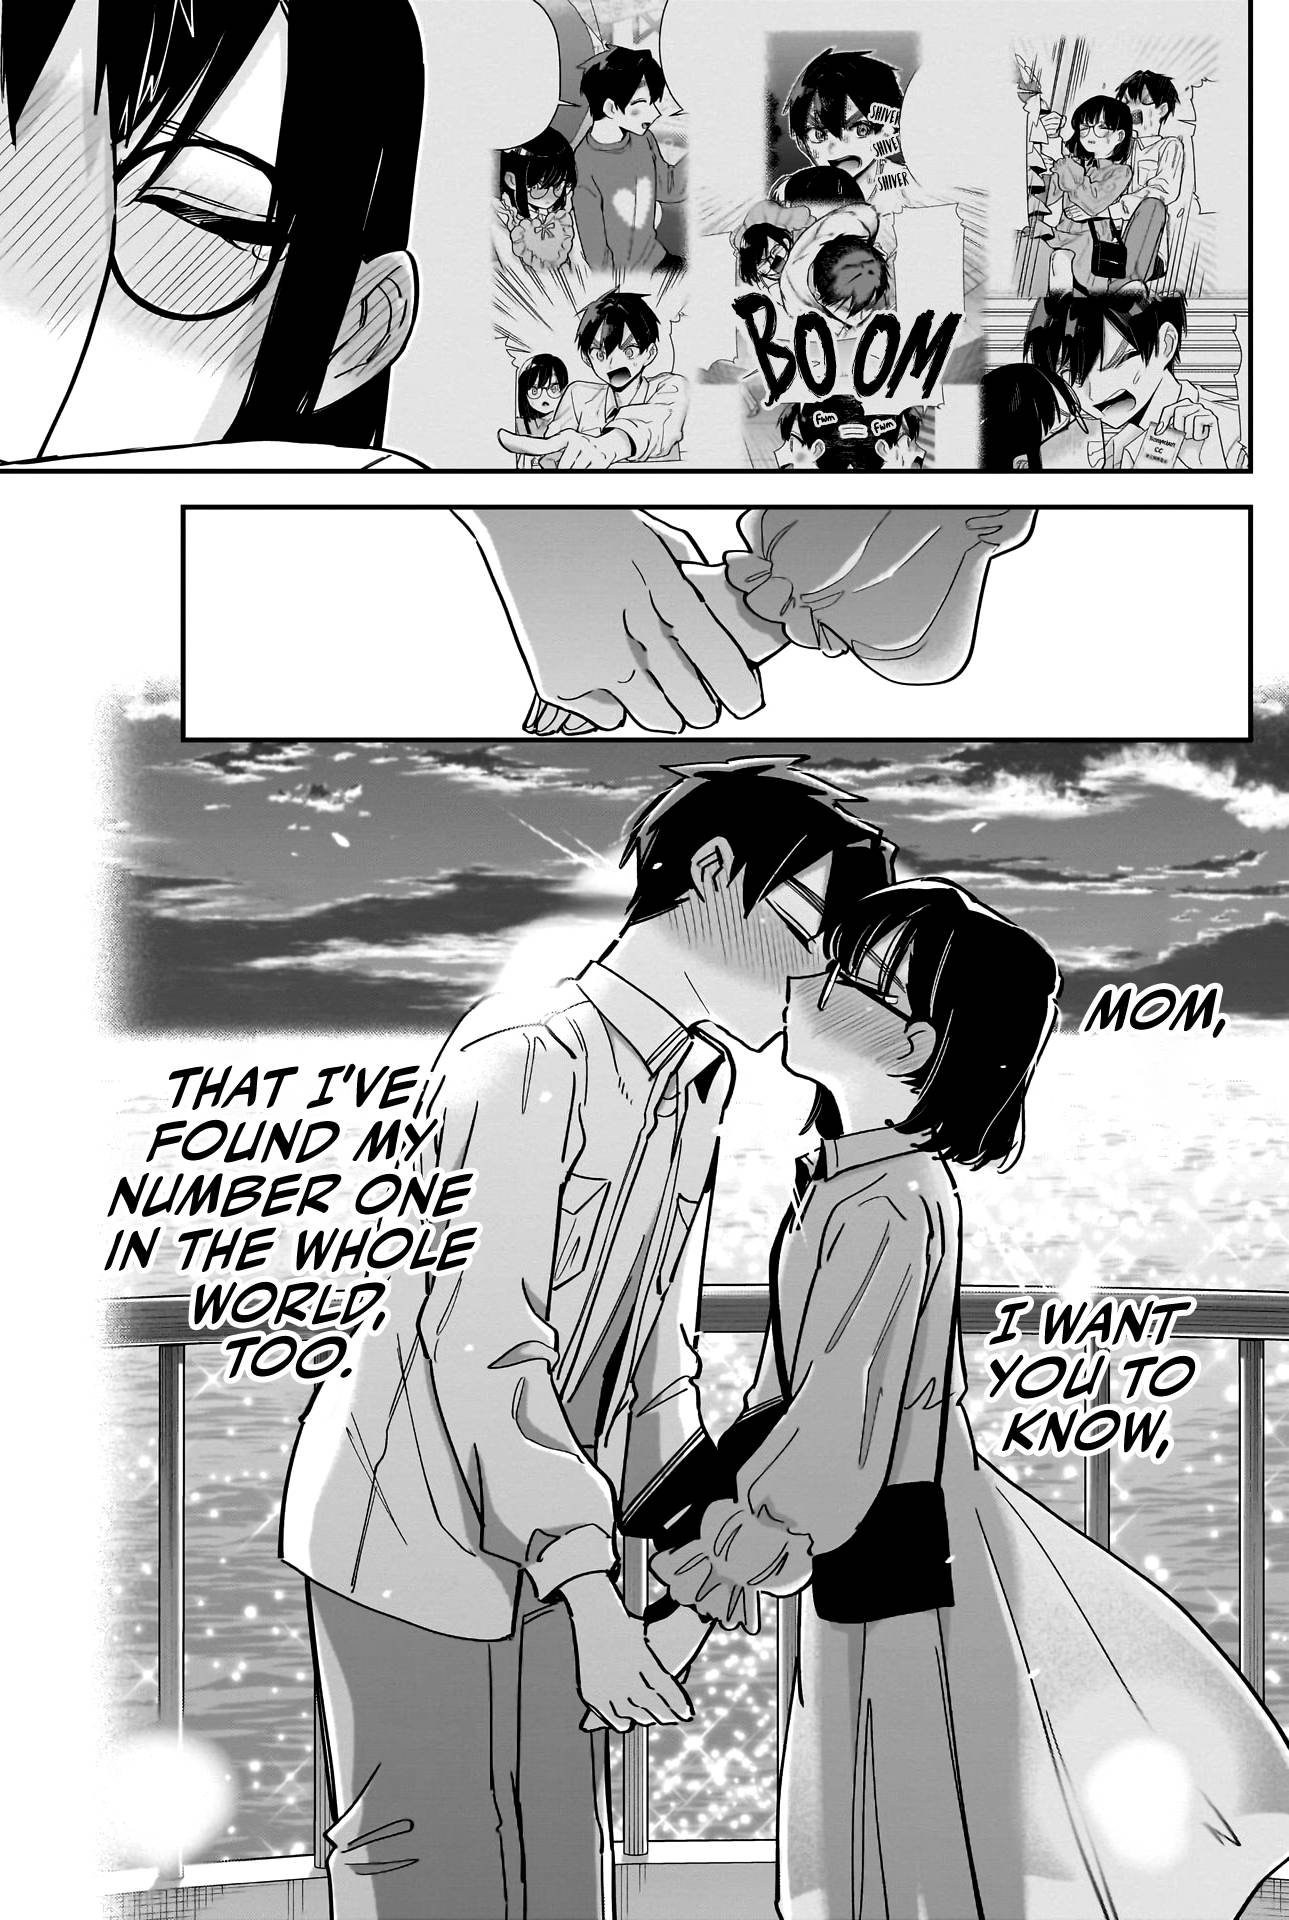 SHIVER
SHIVER
SHIVER
BOOM
FWM
FWM
CC
MOM,
I WANT
YOU TO
KNOW,
THAT I'VE
FOUND MY
NUMBER ONE
IN THE WHOLE
WORLD,
TOO.